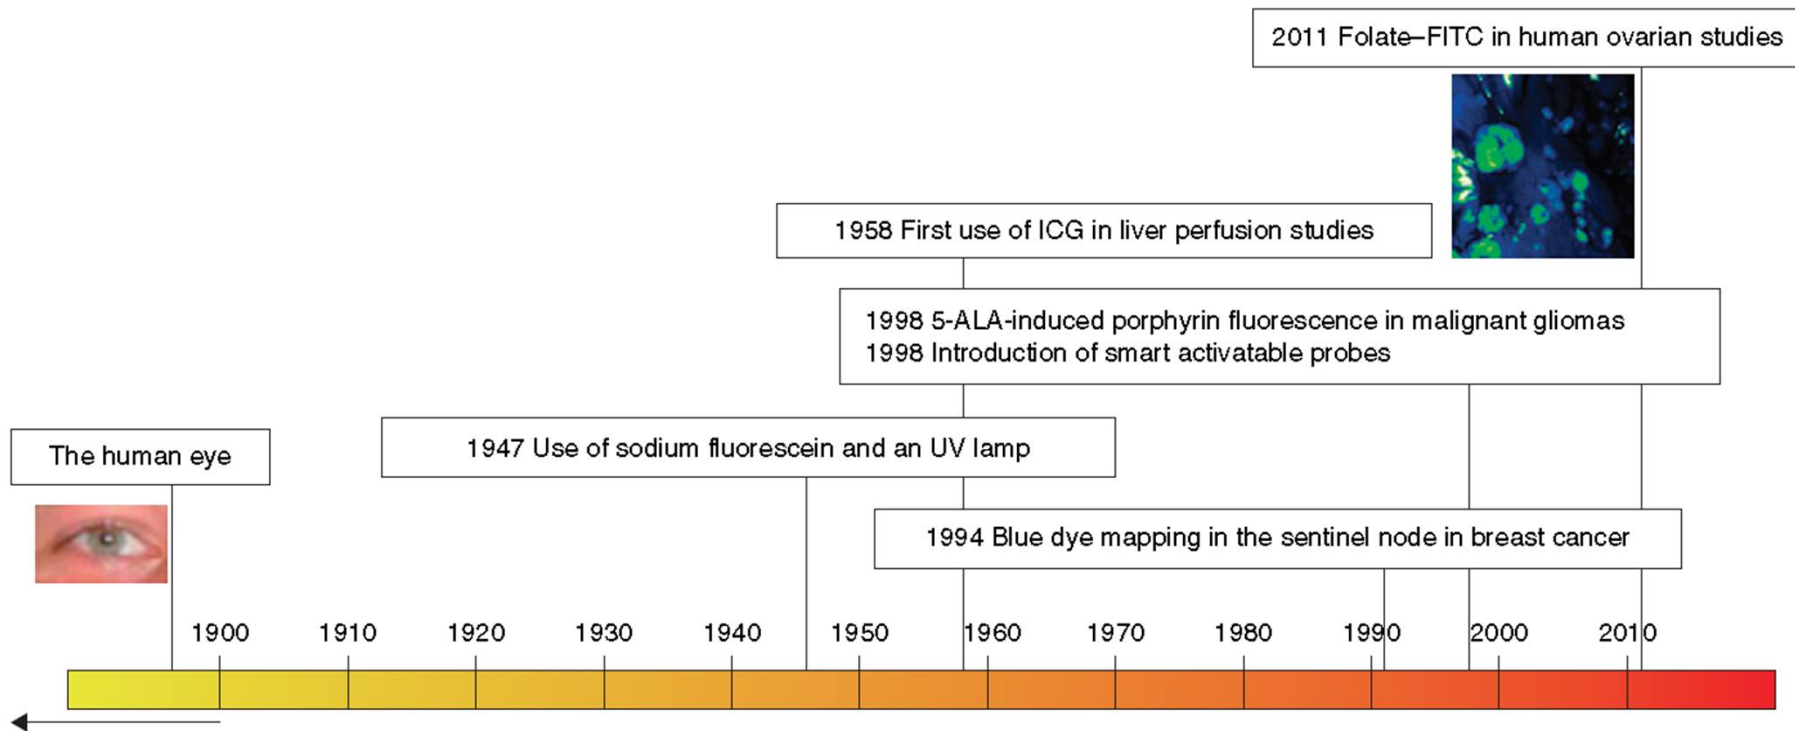 2011 Folate–FITC in human ovarian studies
1958 First use of ICG in liver perfusion studies
1998 5-ALA-induced porphyrin fluorescence in malignant gliomas
1998 Introduction of smart activatable probes
The human eye
1947 Use of sodium fluorescein and an UV lamp
1994 Blue dye mapping in the sentinel node in breast cancer
1900 1910 1920 1930 1940 1950 1960 1970 1980 1990 2000 2010